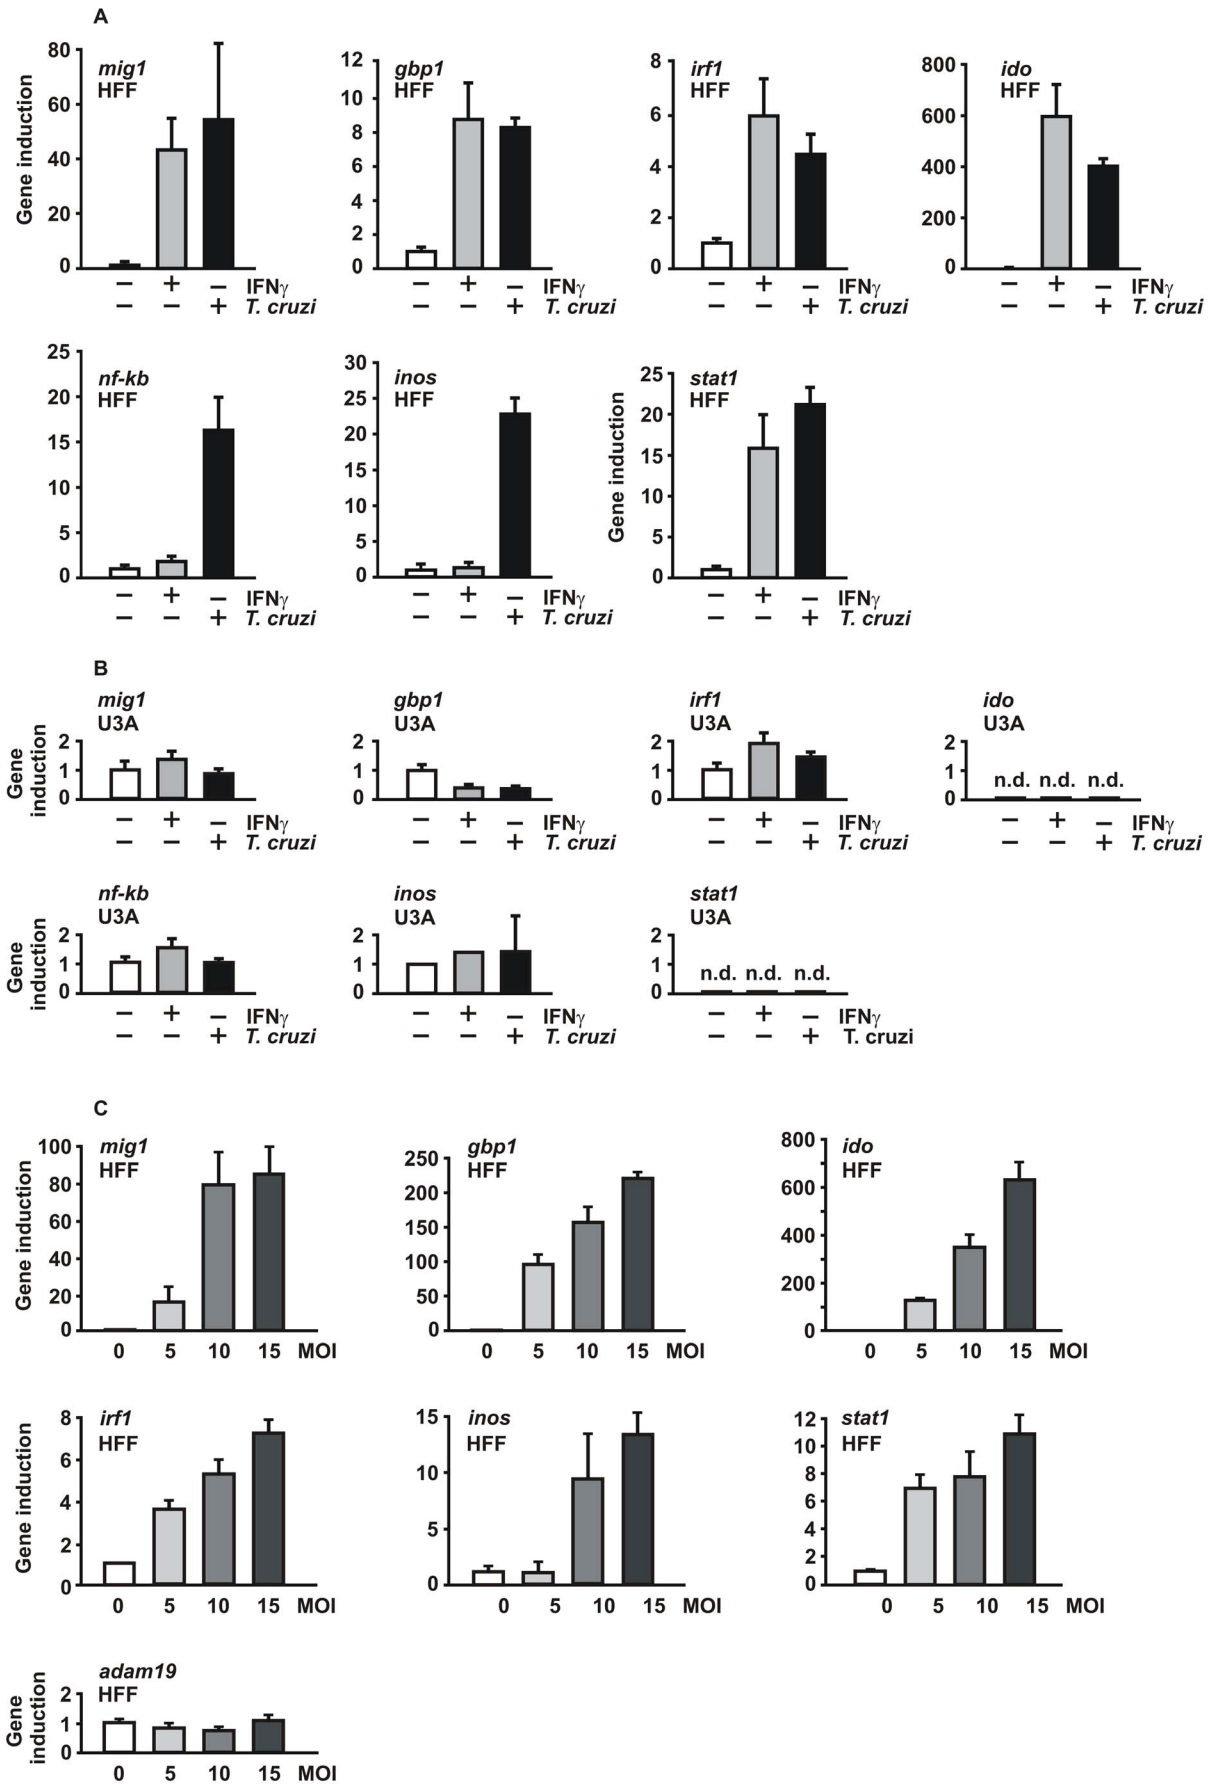 A
mig1
HFF
Gene induction
80
60
40
20
0
– + – IFNγ
– – + T. cruzi
gbp1
HFF
12
10
8
6
4
2
0
– + – IFNγ
– – + T. cruzi
irf1
HFF
8
6
4
2
0
– + – IFNγ
– – + T. cruzi
ido
HFF
800
600
400
200
0
– + – IFNγ
– – + T. cruzi
nf-kb
HFF
25
20
15
10
5
0
– + – IFNγ
– – + T. cruzi
inos
HFF
30
25
20
15
10
5
0
– + – IFNγ
– – + T. cruzi
stat1
HFF
Gene induction
25
20
15
10
5
0
– + – IFNγ
– – + T. cruzi
B
mig1
U3A
Gene
induction
2
1
0
– + – IFNγ
– – + T. cruzi
gbp1
U3A
2
1
0
– + – IFNγ
– – + T. cruzi
irf1
U3A
2
1
0
– + – IFNγ
– – + T. cruzi
ido
U3A
2
1
0
n.d. n.d. n.d.
– + – IFNγ
– – + T. cruzi
nf-kb
U3A
Gene
induction
2
1
0
– + – IFNγ
– – + T. cruzi
inos
U3A
2
1
0
– + – IFNγ
– – + T. cruzi
stat1
U3A
2
1
0
n.d. n.d. n.d.
– + – IFNγ
– – + T. cruzi
C
mig1
HFF
Gene induction
100
80
60
40
20
0
0 5 10 15 MOI
gbp1
HFF
250
200
150
100
50
0
0 5 10 15 MOI
ido
HFF
800
600
400
200
0
0 5 10 15 MOI
irf1
HFF
Gene induction
8
6
4
2
0
0 5 10 15 MOI
inos
HFF
15
10
5
0
0 5 10 15 MOI
stat1
HFF
12
10
8
6
4
2
0
0 5 10 15 MOI
adam19
HFF
Gene
induction
2
1
0
0 5 10 15 MOI